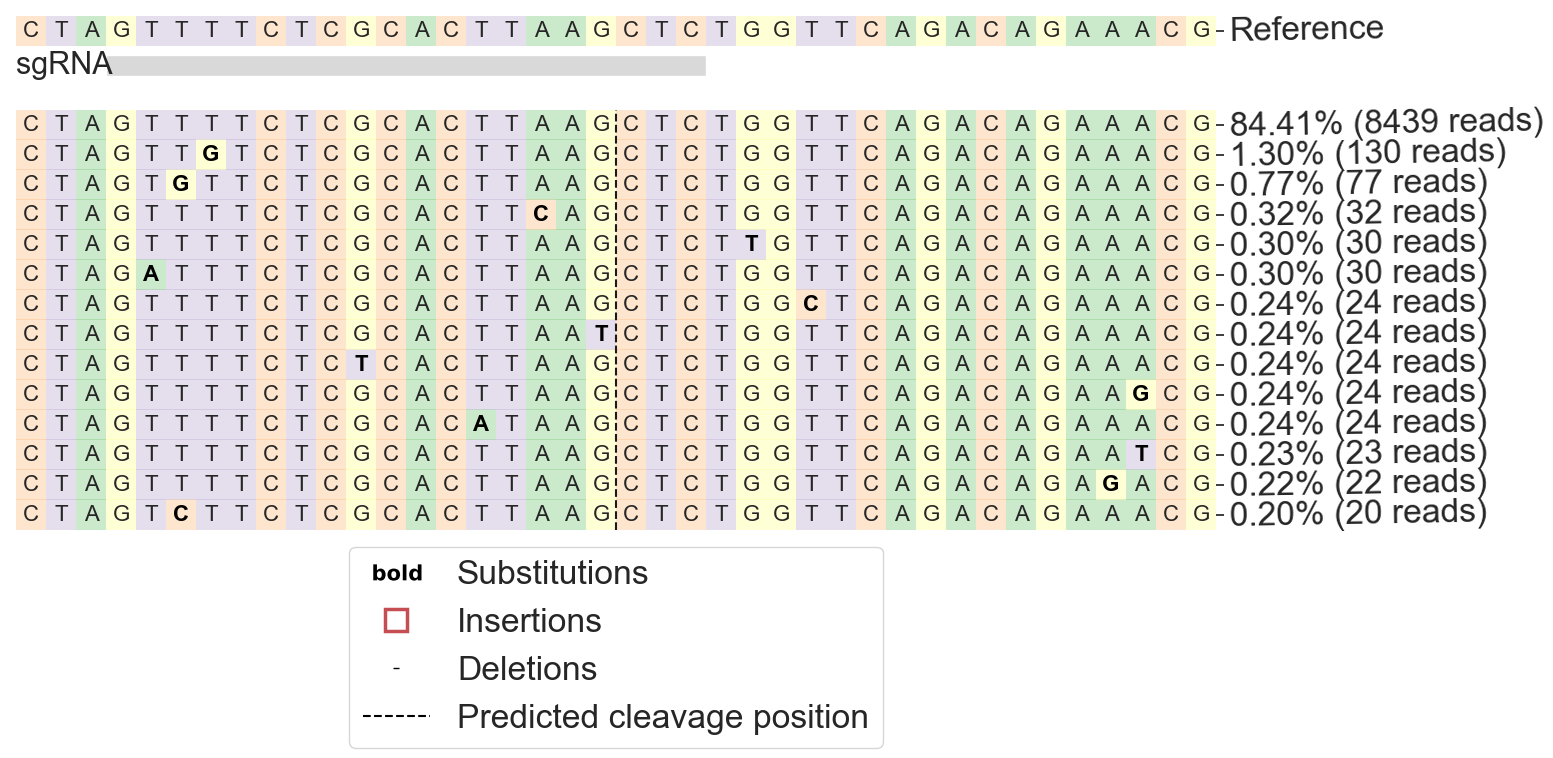 C T A G T T T T C T C G C A C T T A A G C T C T G G T T C A G A C A G A A A C G - Reference
sgRNA
C T A G T T T T C T C G C A C T T A A G C T C T G G T T C A G A C A G A A A C G - 84.41% (8439 reads)
C T A G T T G T C T C G C A C T T A A G C T C T G G T T C A G A C A G A A A C G - 1.30% (130 reads)
C T A G T G T T C T C G C A C T T A A G C T C T G G T T C A G A C A G A A A C G - 0.77% (77 reads)
C T A G T T T T C T C G C A C T T C A G C T C T G G T T C A G A C A G A A A C G - 0.32% (32 reads)
C T A G T T T T C T C G C A C T T A A G C T C T T G T T C A G A C A G A A A C G - 0.30% (30 reads)
C T A G A T T T C T C G C A C T T A A G C T C T G G T T C A G A C A G A A A C G - 0.30% (30 reads)
C T A G T T T T C T C G C A C T T A A G C T C T G G C T C A G A C A G A A A C G - 0.24% (24 reads)
C T A G T T T T C T C G C A C T T A A T C T C T G G T T C A G A C A G A A A C G - 0.24% (24 reads)
C T A G T T T T C T C T C A C T T A A G C T C T G G T T C A G A C A G A A A C G - 0.24% (24 reads)
C T A G T T T T C T C G C A C T T A A G C T C T G G T T C A G A C A G A A G C G - 0.24% (24 reads)
C T A G T T T T C T C G C A C A T A A G C T C T G G T T C A G A C A G A A A C G - 0.24% (24 reads)
C T A G T T T T C T C G C A C T T A A G C T C T G G T T C A G A C A G A A T C G - 0.23% (23 reads)
C T A G T T T T C T C G C A C T T A A G C T C T G G T T C A G A C A G A G A C G - 0.22% (22 reads)
C T A G T C T T C T C G C A C T T A A G C T C T G G T T C A G A C A G A A A C G - 0.20% (20 reads)
bold Substitutions
Insertions
- Deletions
Predicted cleavage position